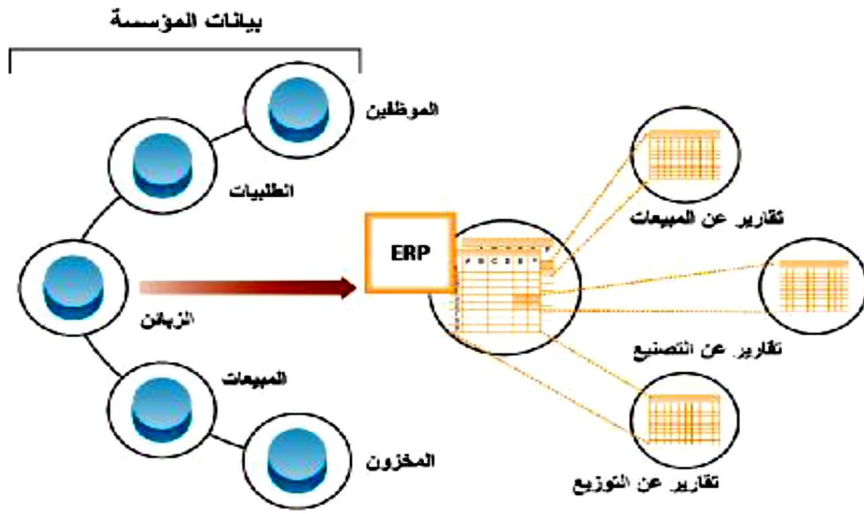 بيانات المؤسسة
الموظفين
الطلبيات
الزبائن
المبيعات
المخزون
ERP
تقارير عن المبيعات
تقارير عن التصنيع
تقارير عن التوزيع